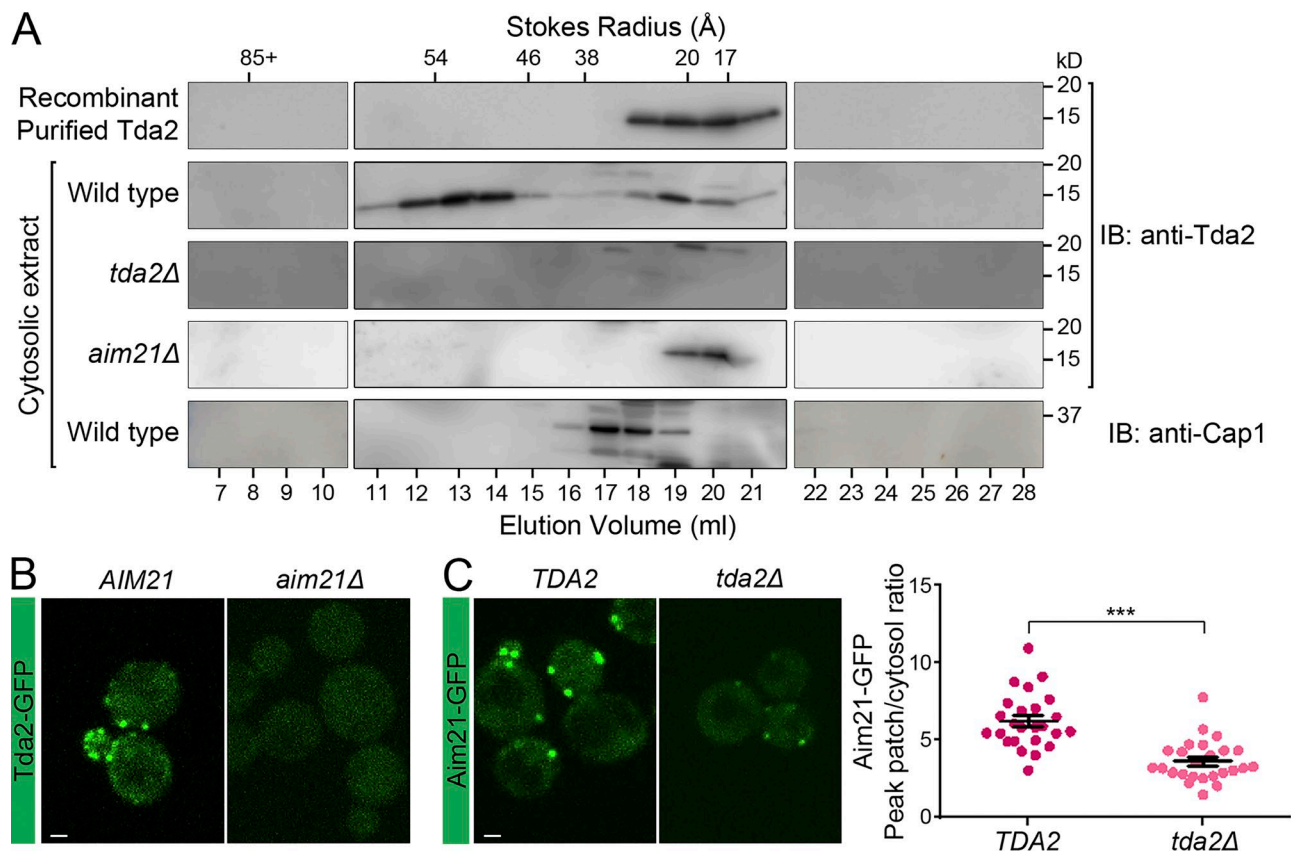 A
Stokes Radius (Å)
85+ 54 46 38 20 17 kD
Recombinant
Purified Tda2
20
15
Cytosolic extract
Wild type
20
15
tda2Δ
20
15
aim21Δ
20
15
IB: anti-Tda2
Wild type
37
IB: anti-Cap1
7 8 9 10 11 12 13 14 15 16 17 18 19 20 21 22 23 24 25 26 27 28
Elution Volume (ml)
B
AIM21 aim21Δ
Tda2-GFP
C
TDA2 tda2Δ
Aim21-GFP
Aim21-GFP
Peak patch/cytosol ratio
15
10
5
0
***
TDA2 tda2Δ